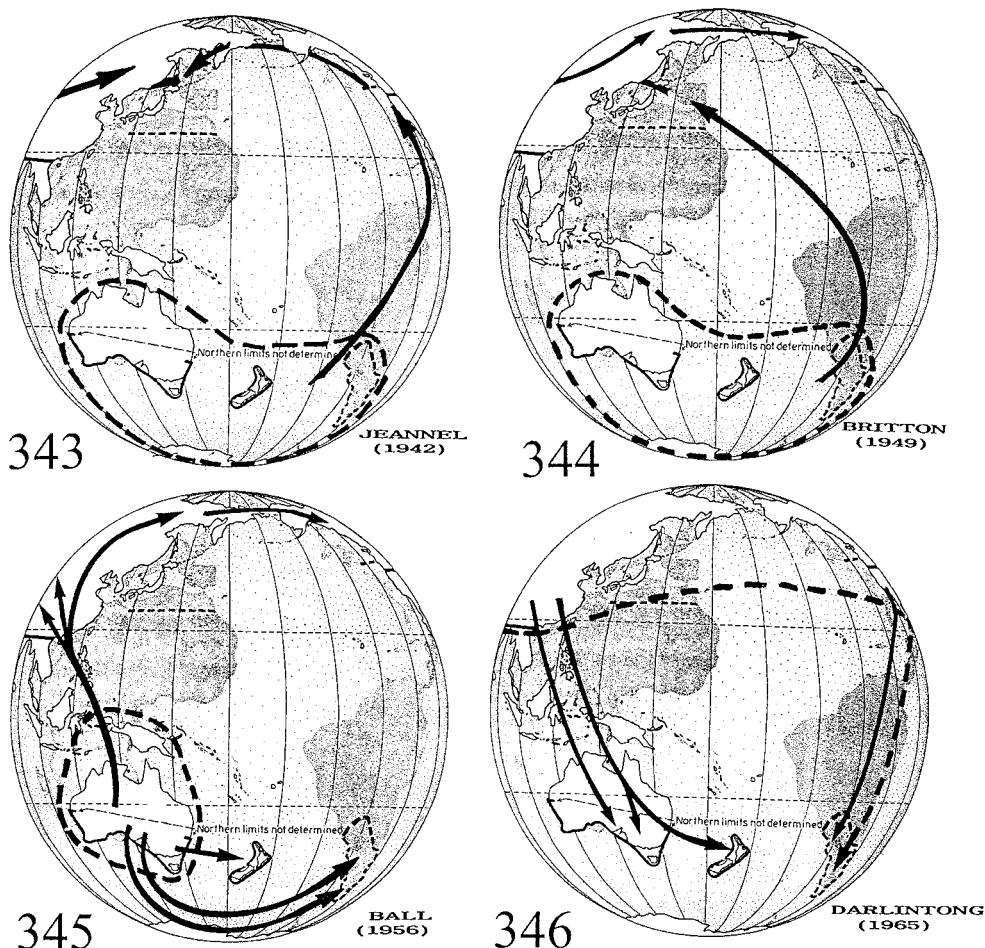 Northern limits not determined
343
JEANNEL
(1942)
Northern limits not determined
344
BRITTON
(1949)
Northern limits not determined
345
BALL
(1956)
Northern limits not determined
346
DARLINTONG
(1965)